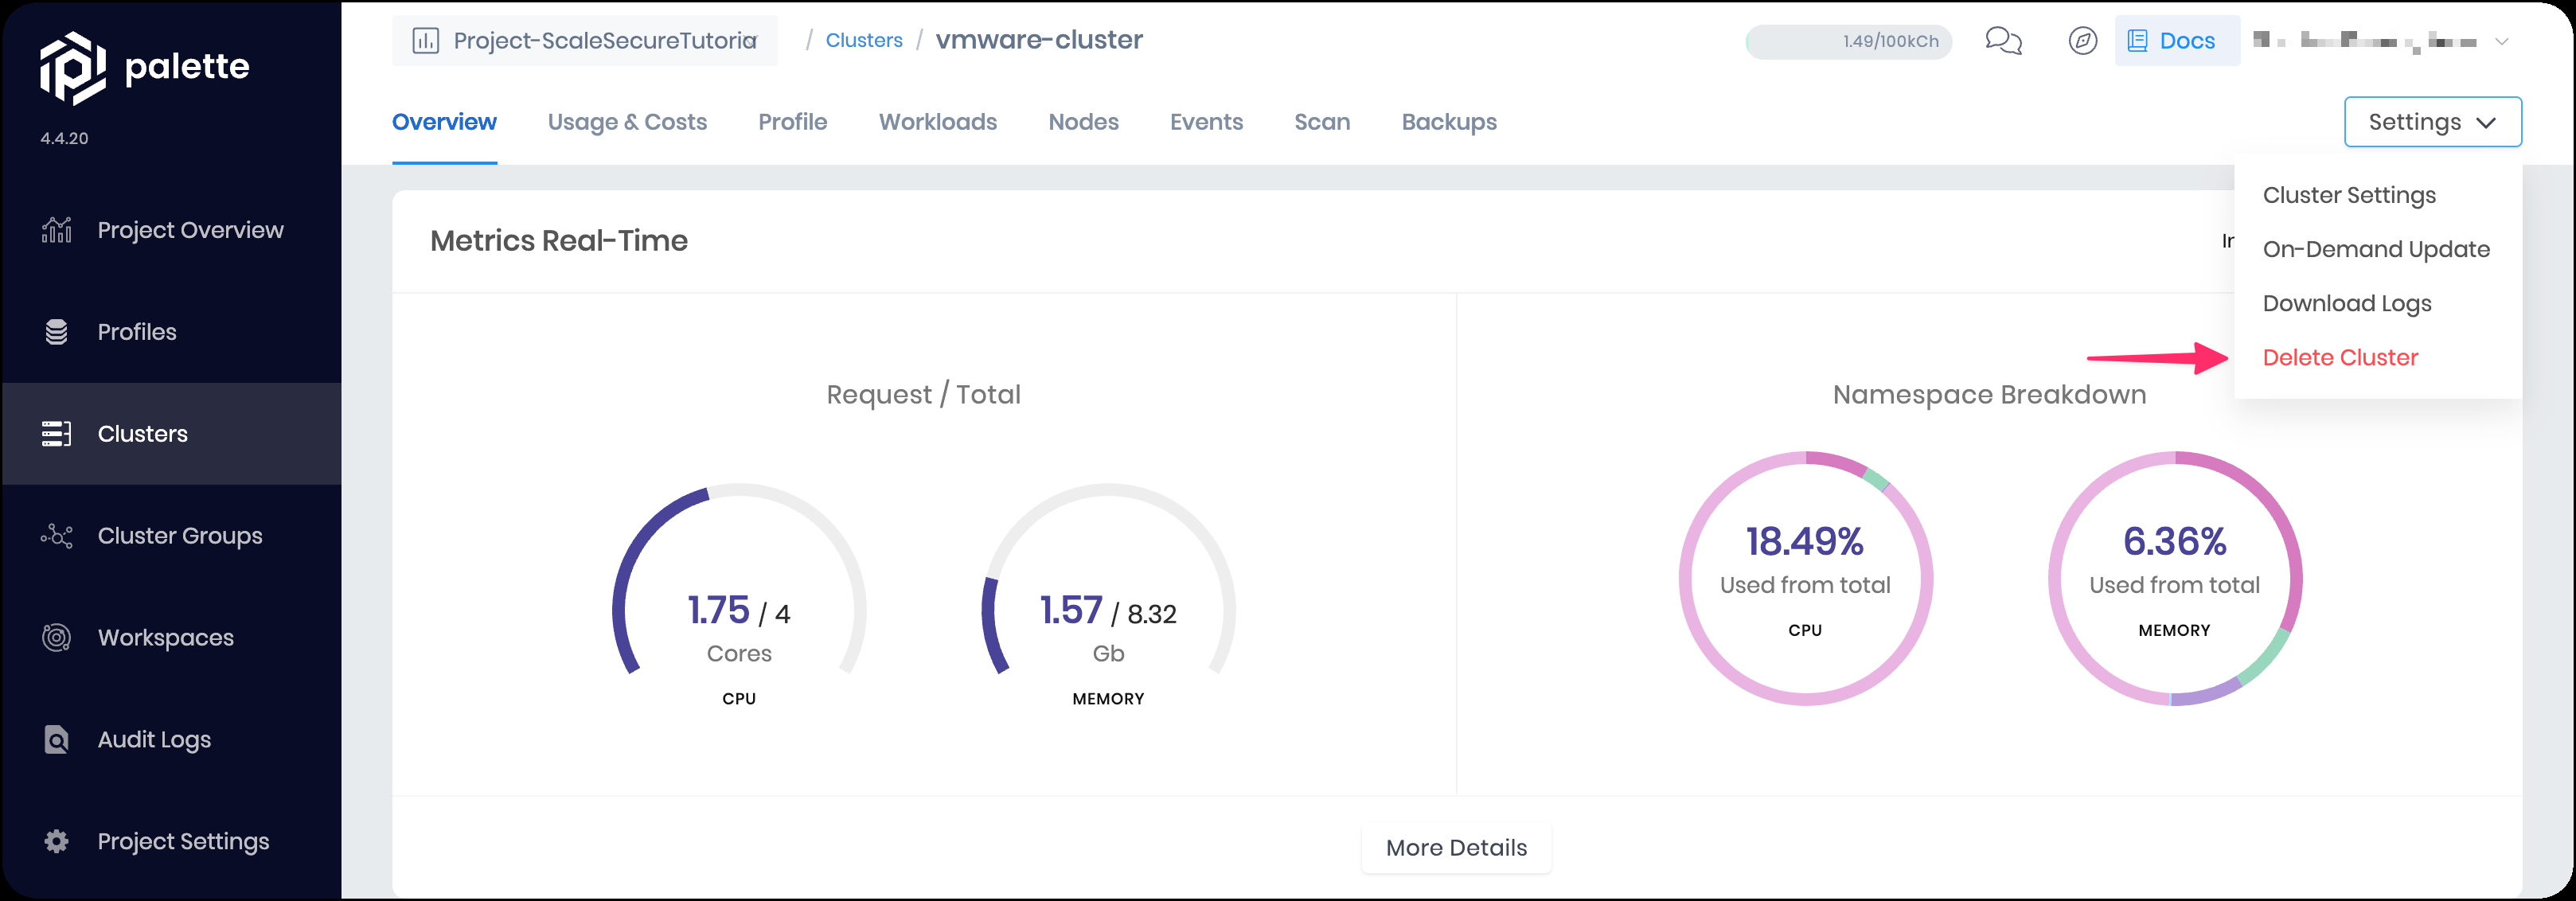 palette
4.4.20
Project Overview
Profiles
Clusters
Cluster Groups
Workspaces
Audit Logs
Project Settings
Project-ScaleSecureTutoria
/ Clusters / vmware-cluster
1.49/100kCh
Docs
Overview
Usage & Costs
Profile
Workloads
Nodes
Events
Scan
Backups
Settings
Cluster Settings
On-Demand Update
Download Logs
Delete Cluster
Metrics Real-Time
Request / Total
1.75 / 4
Cores
CPU
1.57 / 8.32
Gb
MEMORY
Namespace Breakdown
18.49%
Used from total
CPU
6.36%
Used from total
MEMORY
More Details